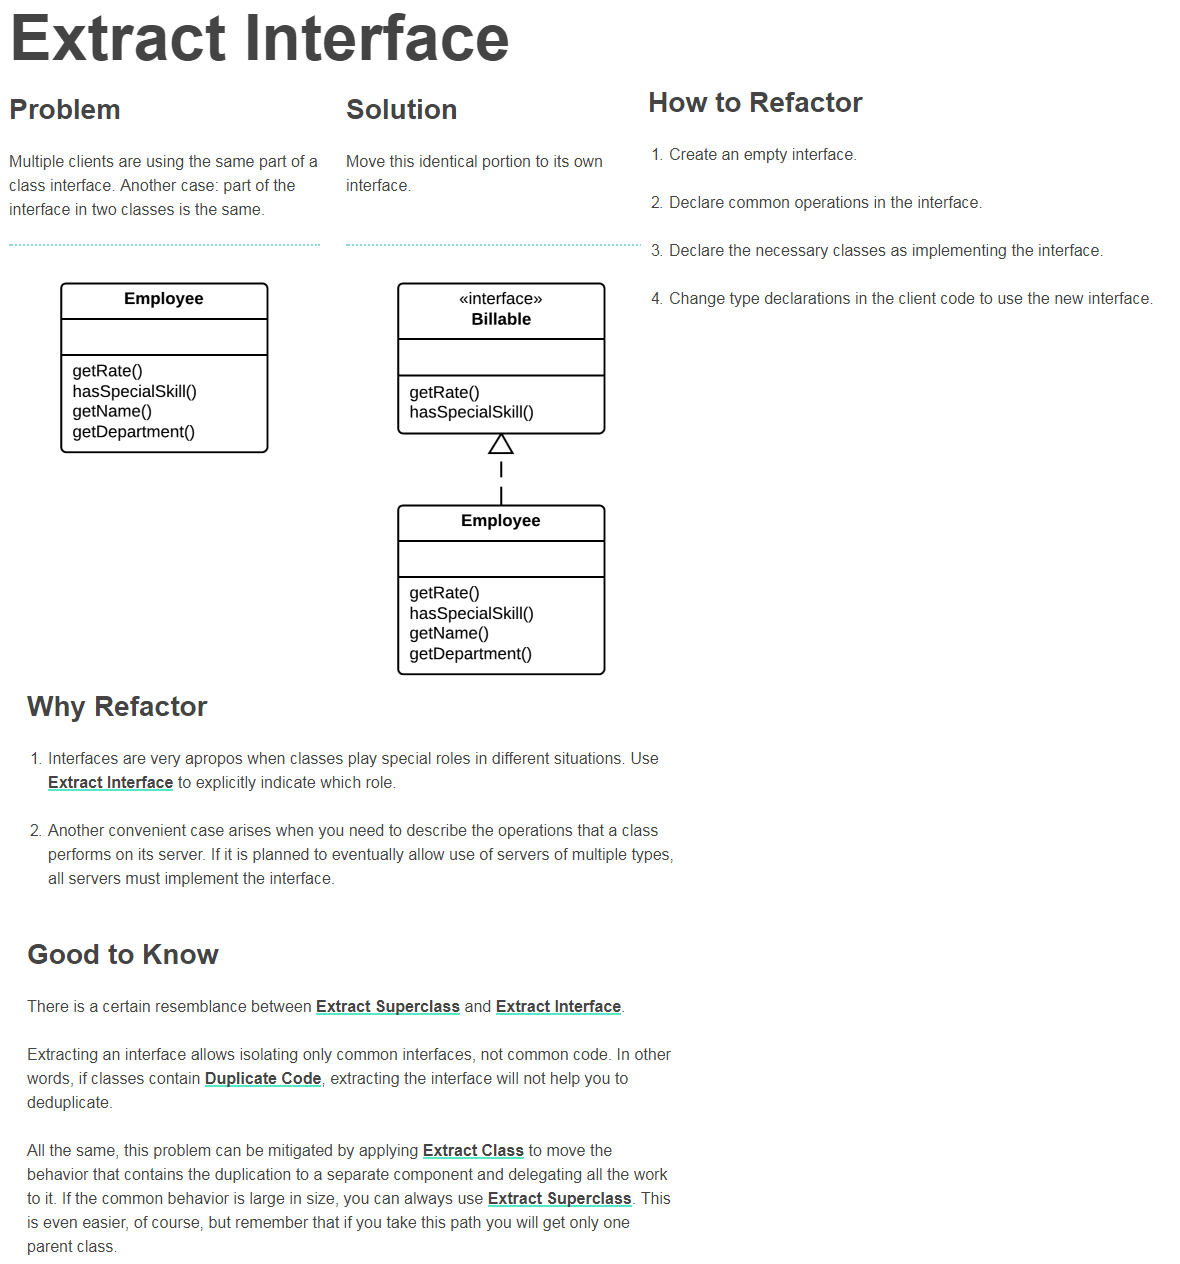 Extract Interface
Problem
Multiple clients are using the same part of a
class interface. Another case: part of the
interface in two classes is the same.
Employee
getRate()
hasSpecialSkill()
getName()
getDepartment()
Solution
Move this identical portion to its own
interface.
«interface»
Billable
getRate()
hasSpecialSkill()
Employee
getRate()
hasSpecialSkill()
getName()
getDepartment()
How to Refactor
1. Create an empty interface.
2. Declare common operations in the interface.
3. Declare the necessary classes as implementing the interface.
4. Change type declarations in the client code to use the new interface.
Why Refactor
1. Interfaces are very apropos when classes play special roles in different situations. Use
Extract Interface to explicitly indicate which role.
2. Another convenient case arises when you need to describe the operations that a class
performs on its server. If it is planned to eventually allow use of servers of multiple types,
all servers must implement the interface.
Good to Know
There is a certain resemblance between Extract Superclass and Extract Interface.
Extracting an interface allows isolating only common interfaces, not common code. In other
words, if classes contain Duplicate Code, extracting the interface will not help you to
deduplicate.
All the same, this problem can be mitigated by applying Extract Class to move the
behavior that contains the duplication to a separate component and delegating all the work
to it. If the common behavior is large in size, you can always use Extract Superclass. This
is even easier, of course, but remember that if you take this path you will get only one
parent class.